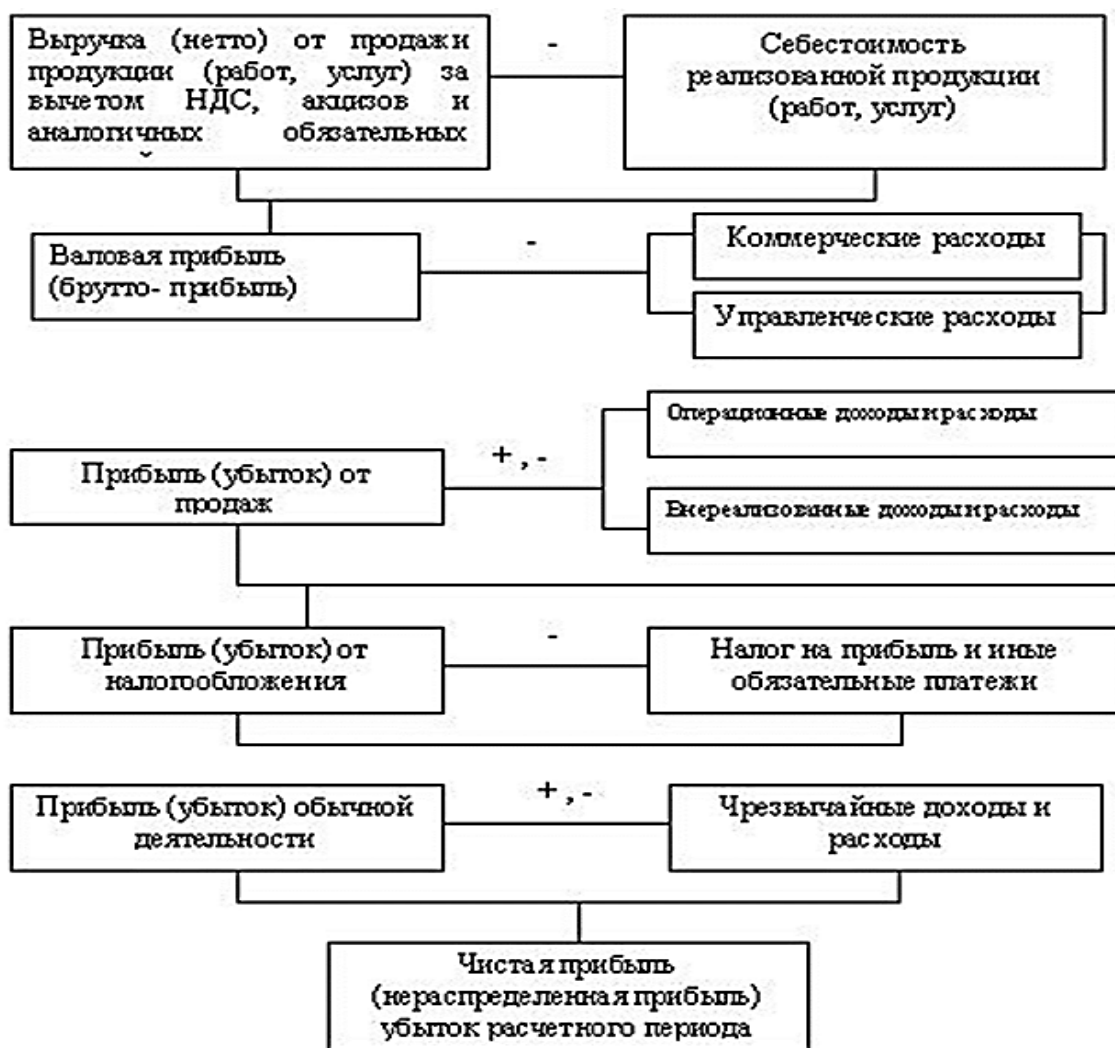 Выручка (нетто) от продажи
продукции (работ, услуг) за
вычетом НДС, акцизов и
аналогичных обязательных
-
Себестоимость
реализованной продукции
(работ, услуг)
Валовая прибыль
(брутто- прибыль)
-
Коммерческие расходы
Управленческие расходы
Прибыль (убыток) от
продаж
+ , -
Операционные доходы и расходы
Внереализованные доходы и расходы
Прибыль (убыток) от
налогообложения
-
Налог на прибыль и иные
обязательные платежи
Прибыль (убыток) обычной
деятельности
+ , -
Чрезвычайные доходы и
расходы
Чистая прибыль
(нераспределенная прибыль)
убыток расчетного периода